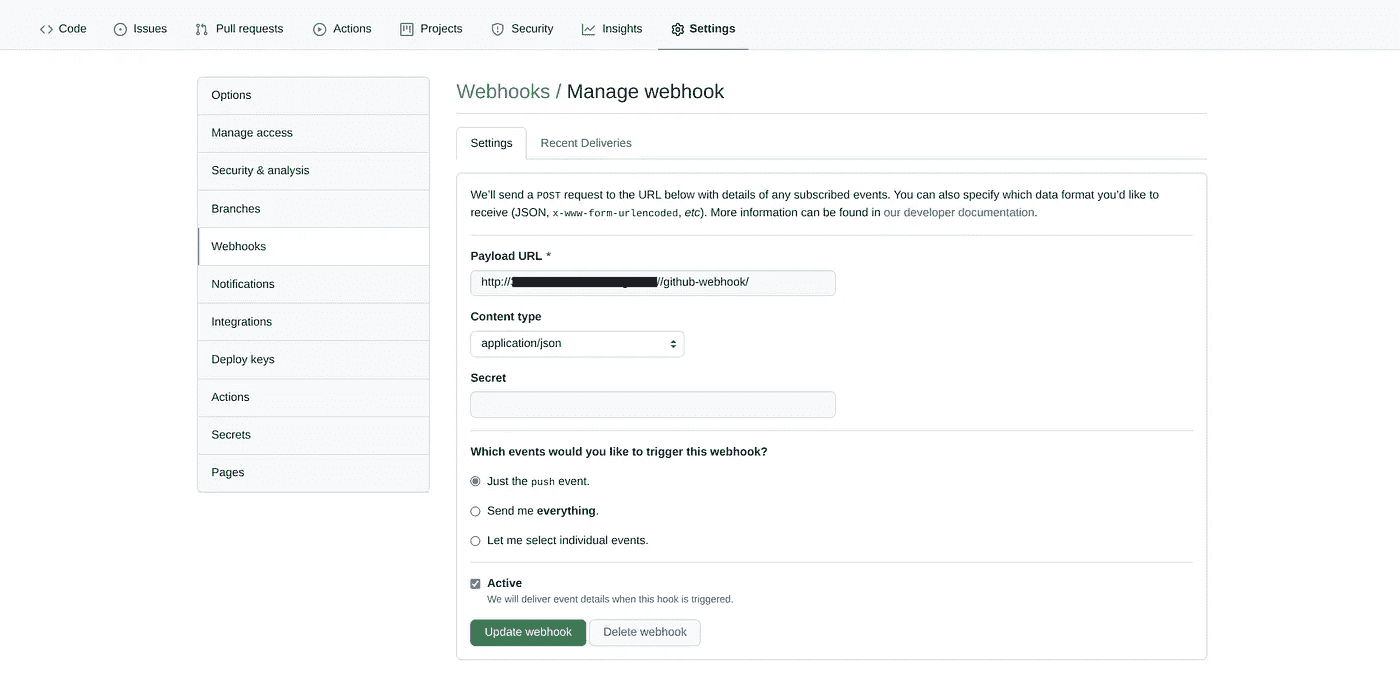 Code Issues Pull requests Actions Projects Security Insights Settings
Options
Manage access
Security & analysis
Branches
Webhooks
Notifications
Integrations
Deploy keys
Actions
Secrets
Pages
Webhooks / Manage webhook
Settings Recent Deliveries
We'll send a POST request to the URL below with details of any subscribed events. You can also specify which data format you'd like to
receive (JSON, x-www-form-urlencoded, etc). More information can be found in our developer documentation.
Payload URL *
http:// //github-webhook/
Content type
application/json
Secret
Which events would you like to trigger this webhook?
Just the push event.
Send me everything.
Let me select individual events.
Active
We will deliver event details when this hook is triggered.
Update webhook Delete webhook